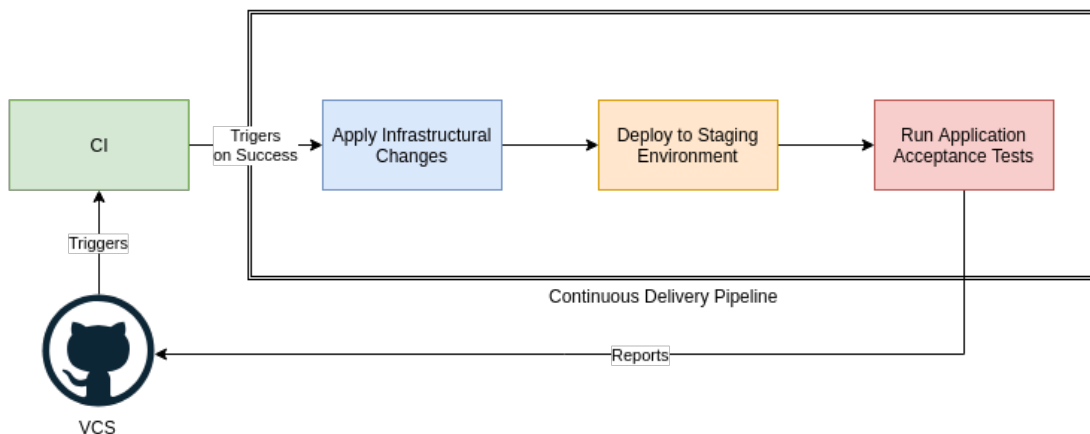 CI
Trigers
on Success
Apply Infrastructural
Changes
Deploy to Staging
Environment
Run Application
Acceptance Tests
Triggers
Continuous Delivery Pipeline
Reports
VCS